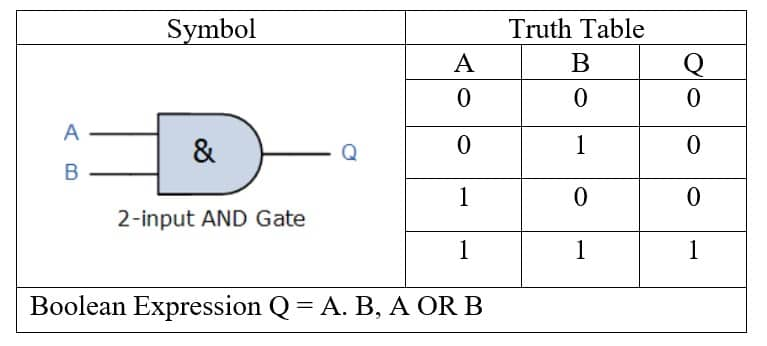 Symbol Truth Table
A B Q
0 0 0
A
B
&
Q
2-input AND Gate
0 1 0
1 0 0
1 1 1
Boolean Expression Q = A. B, A OR B